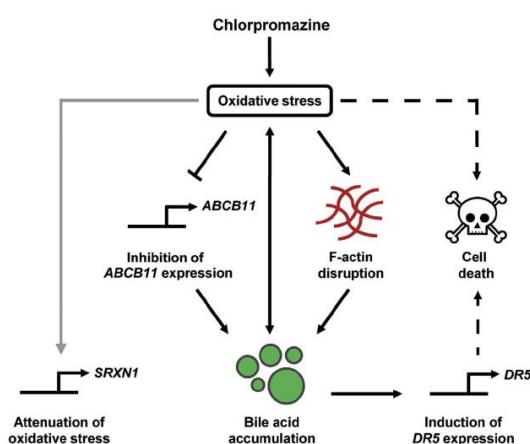 Chlorpromazine
Oxidative stress
ABCB11
Inhibition of
ABCB11 expression
F-actin
disruption
Cell
death
SRXN1
DR5
Attenuation of
oxidative stress
Bile acid
accumulation
Induction of
DR5 expression